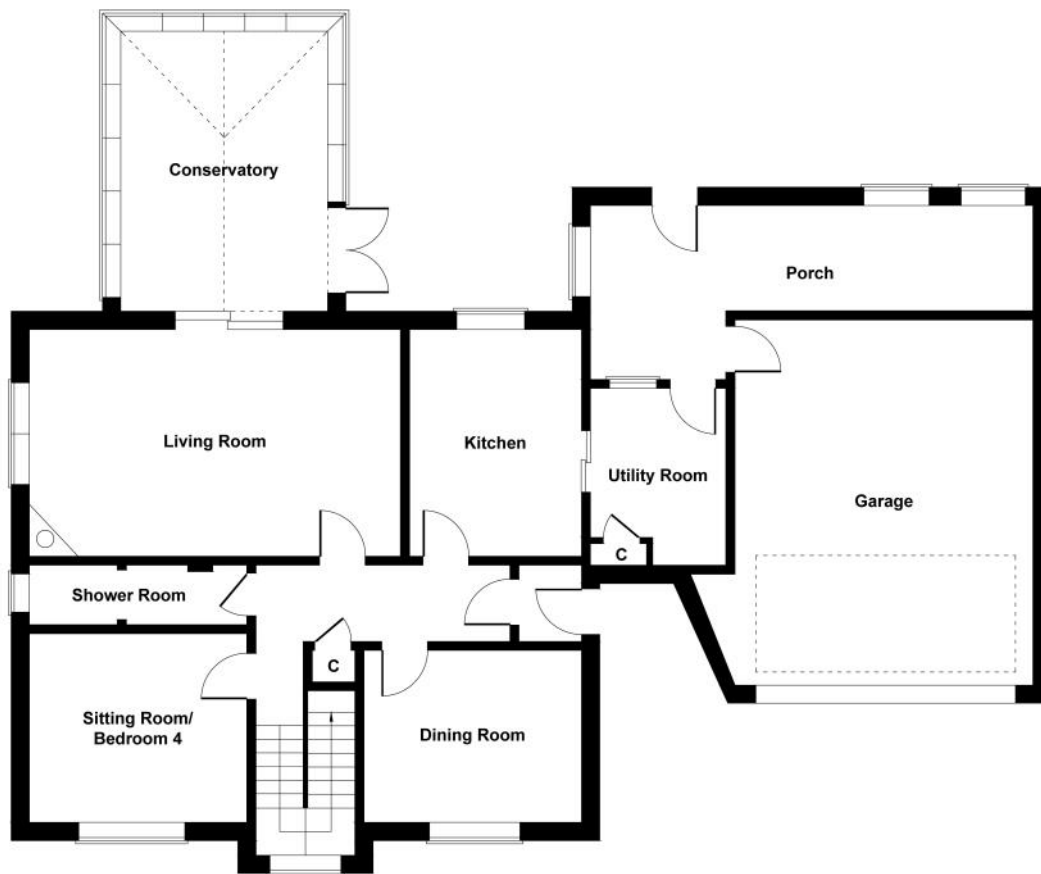 Conservatory
Porch
Living Room
Kitchen
Utility Room
Garage
C
Shower Room
C
Sitting Room/
Bedroom 4
Dining Room